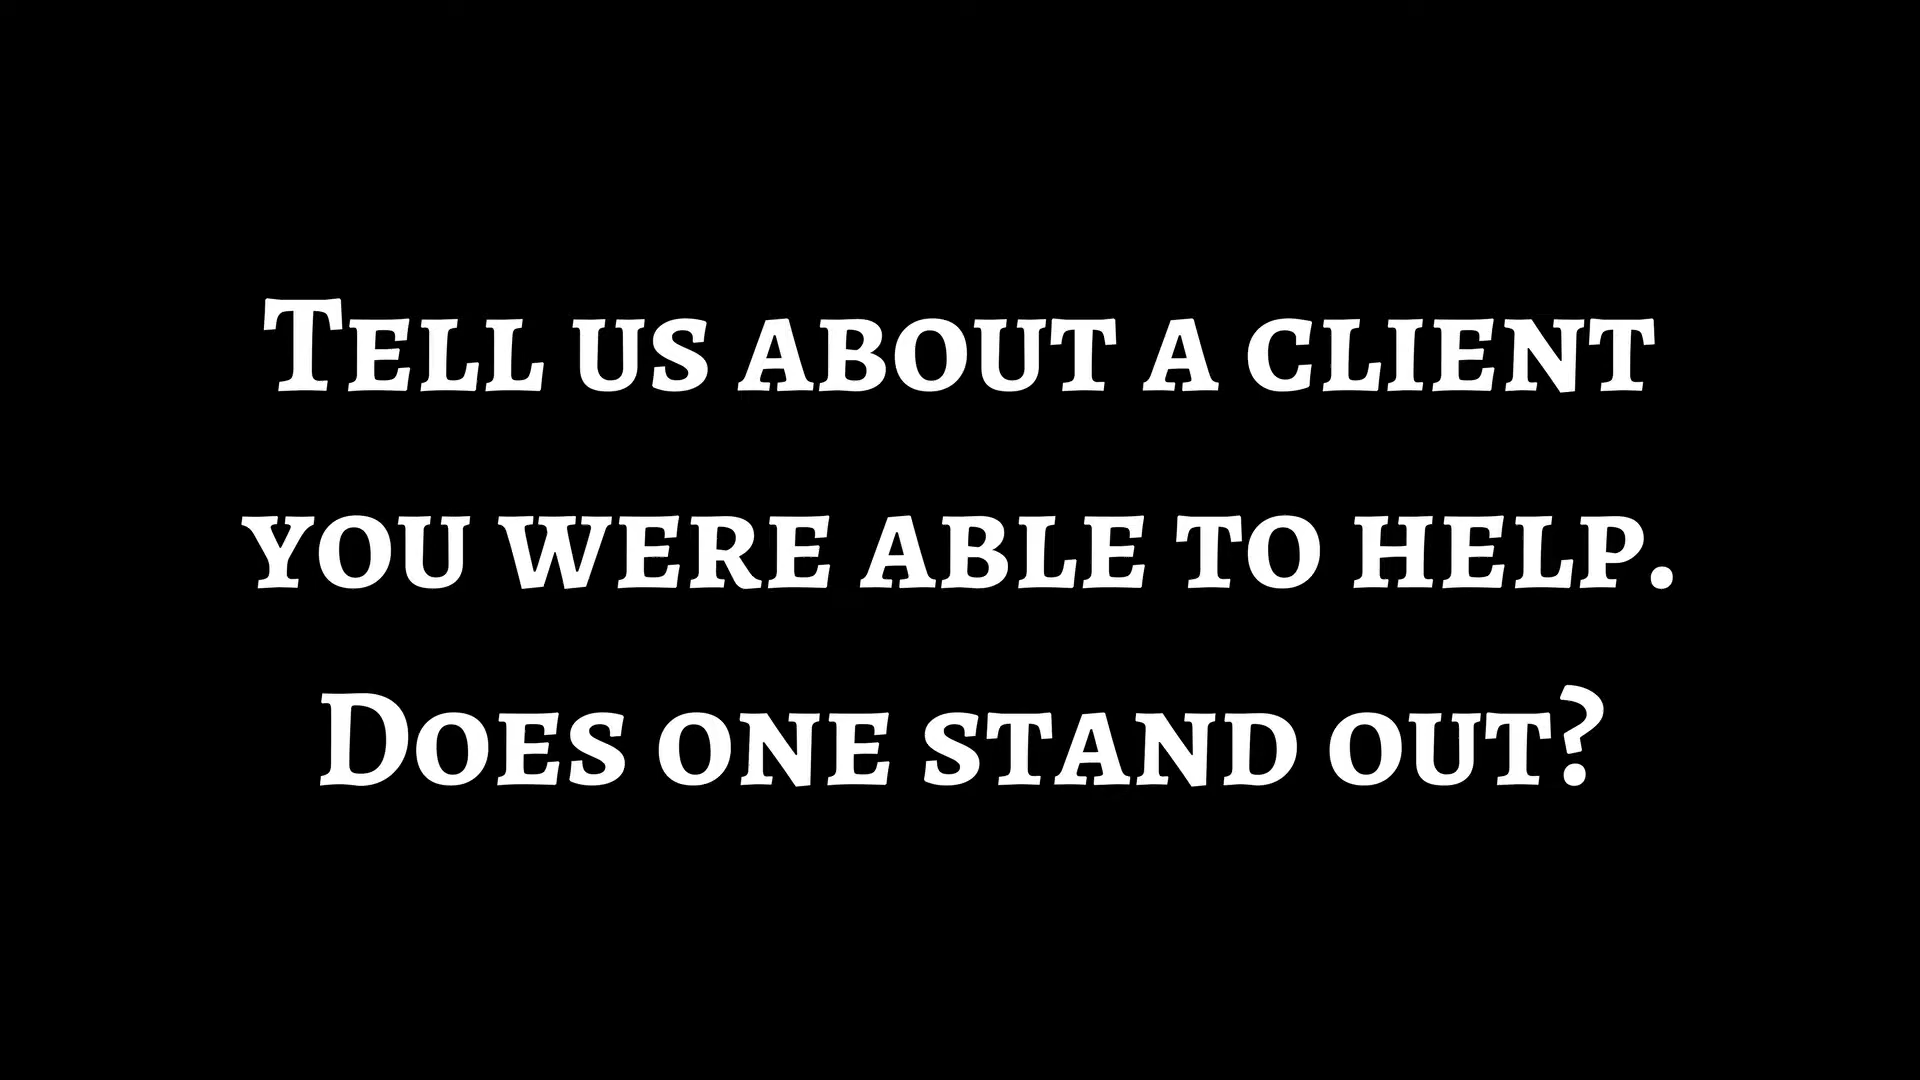 Tell us about a client
you were able to help.
Does one stand out?